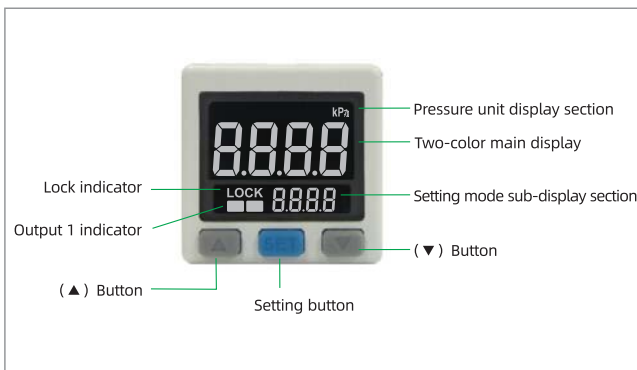 kPa
Pressure unit display section
8.8.8.8
Two-color main display
Lock indicator
LOCK
8.8.8.8
Setting mode sub-display section
Output 1 indicator
SET
(▲) Button
(▼) Button
Setting button